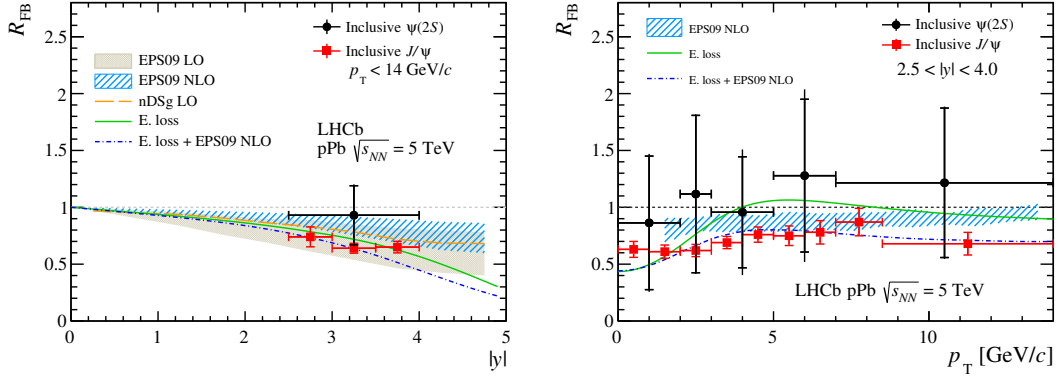 R_FB
2.5
2
1.5
1
0.5
0
0 1 2 3 4 5
|y|
EPS09 LO
EPS09 NLO
nDSg LO
E. loss
E. loss + EPS09 NLO
Inclusive ψ(2S)
Inclusive J/ψ
p_T < 14 GeV/c
LHCb
pPb √s_NN = 5 TeV
R_FB
2.5
2
1.5
1
0.5
0
0 5 10
p_T [GeV/c]
EPS09 NLO
E. loss
E. loss + EPS09 NLO
Inclusive ψ(2S)
Inclusive J/ψ
2.5 < |y| < 4.0
LHCb pPb √s_NN = 5 TeV